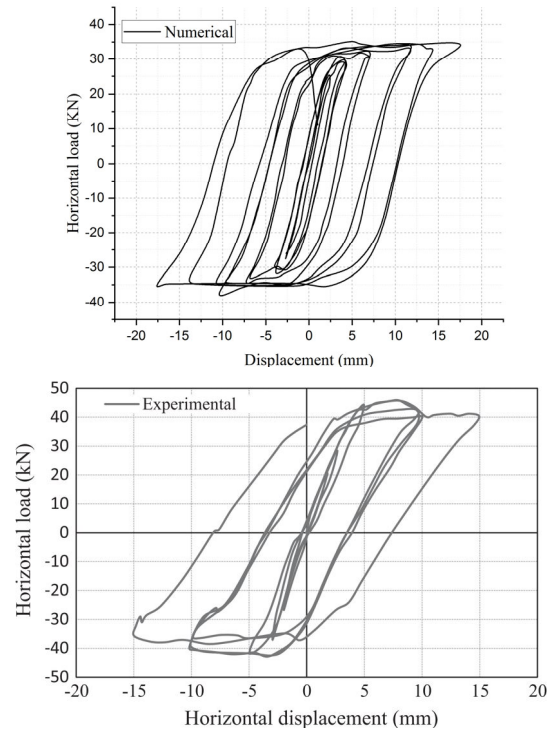 40
Numerical
30
20
10
0
-10
-20
-30
-40
Horizontal load (KN)
-20 -15 -10 -5 0 5 10 15 20
Displacement (mm)
50
40
Experimental
30
20
10
0
-10
-20
-30
-40
-50
Horizontal load (kN)
-20 -15 -10 -5 0 5 10 15 20
Horizontal displacement (mm)